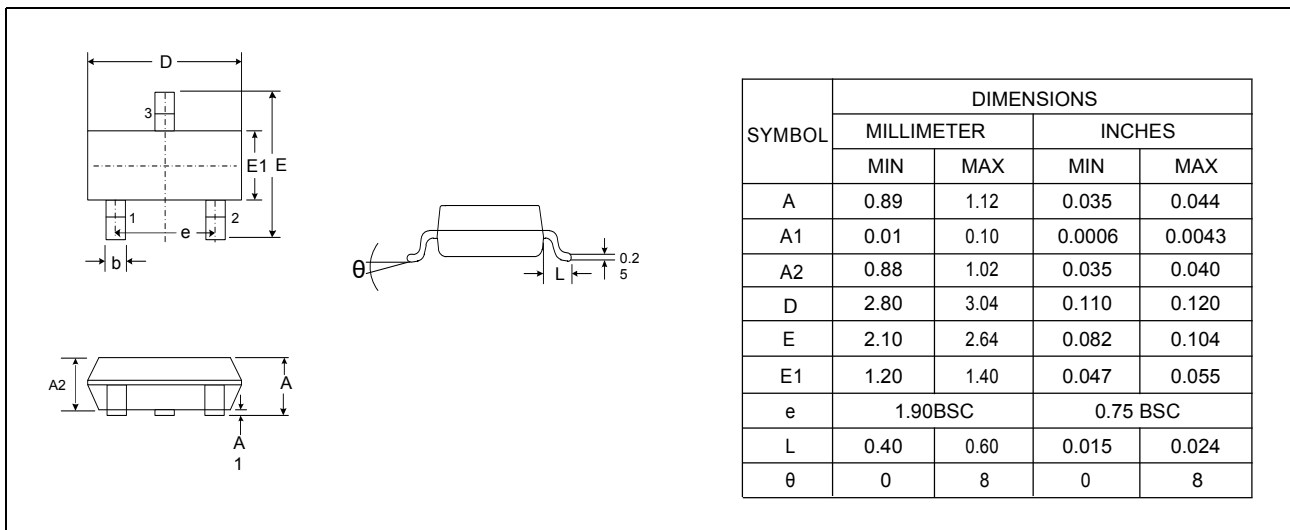 D
3
E1 E
1
2
e
b
θ
L
0.2
5
A2
A
A
1
DIMENSIONS
SYMBOL MILLIMETER INCHES
MIN MAX MIN MAX
A 0.89 1.12 0.035 0.044
A1 0.01 0.10 0.0006 0.0043
A2 0.88 1.02 0.035 0.040
D 2.80 3.04 0.110 0.120
E 2.10 2.64 0.082 0.104
E1 1.20 1.40 0.047 0.055
e 1.90BSC 0.75 BSC
L 0.40 0.60 0.015 0.024
θ 0 8 0 8